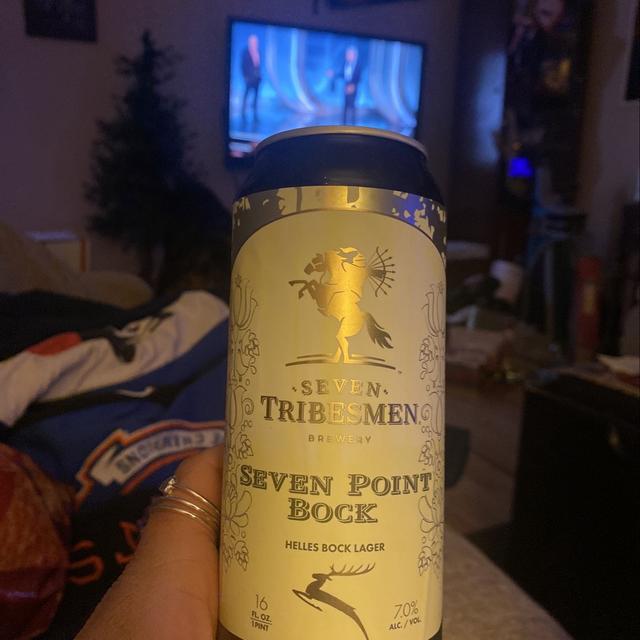 ·SEVEN·
TRIBESMEN
BREWERY
SEVEN POINT
BOCK
HELLES BOCK LAGER
16
FL. OZ.
1 PINT
7.0%
ALC. / VOL.